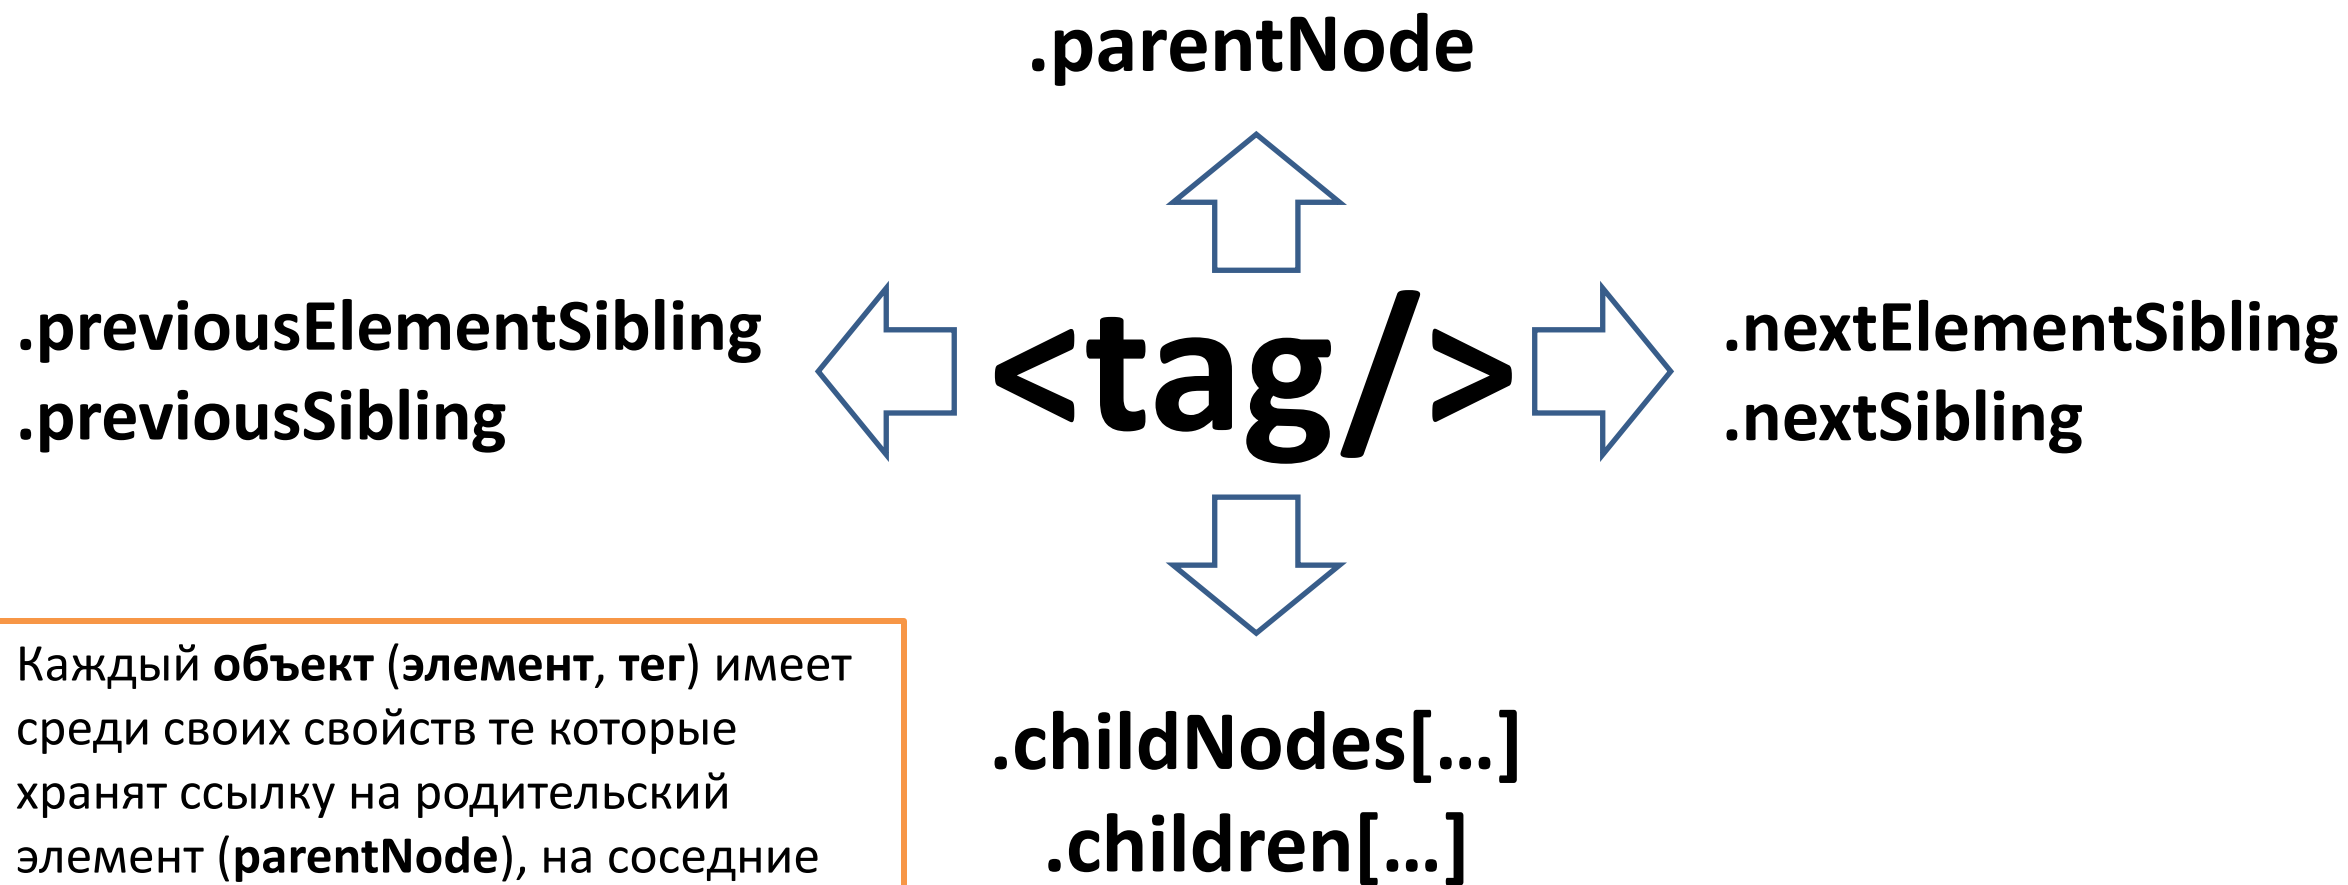 .parentNode
.previousElementSibling
.previousSibling
<tag/>
.nextElementSibling
.nextSibling
.childNodes[…]
.children[…]
Каждый объект (элемент, тег) имеет
среди своих свойств те которые
хранят ссылку на родительский
элемент (parentNode), на соседние